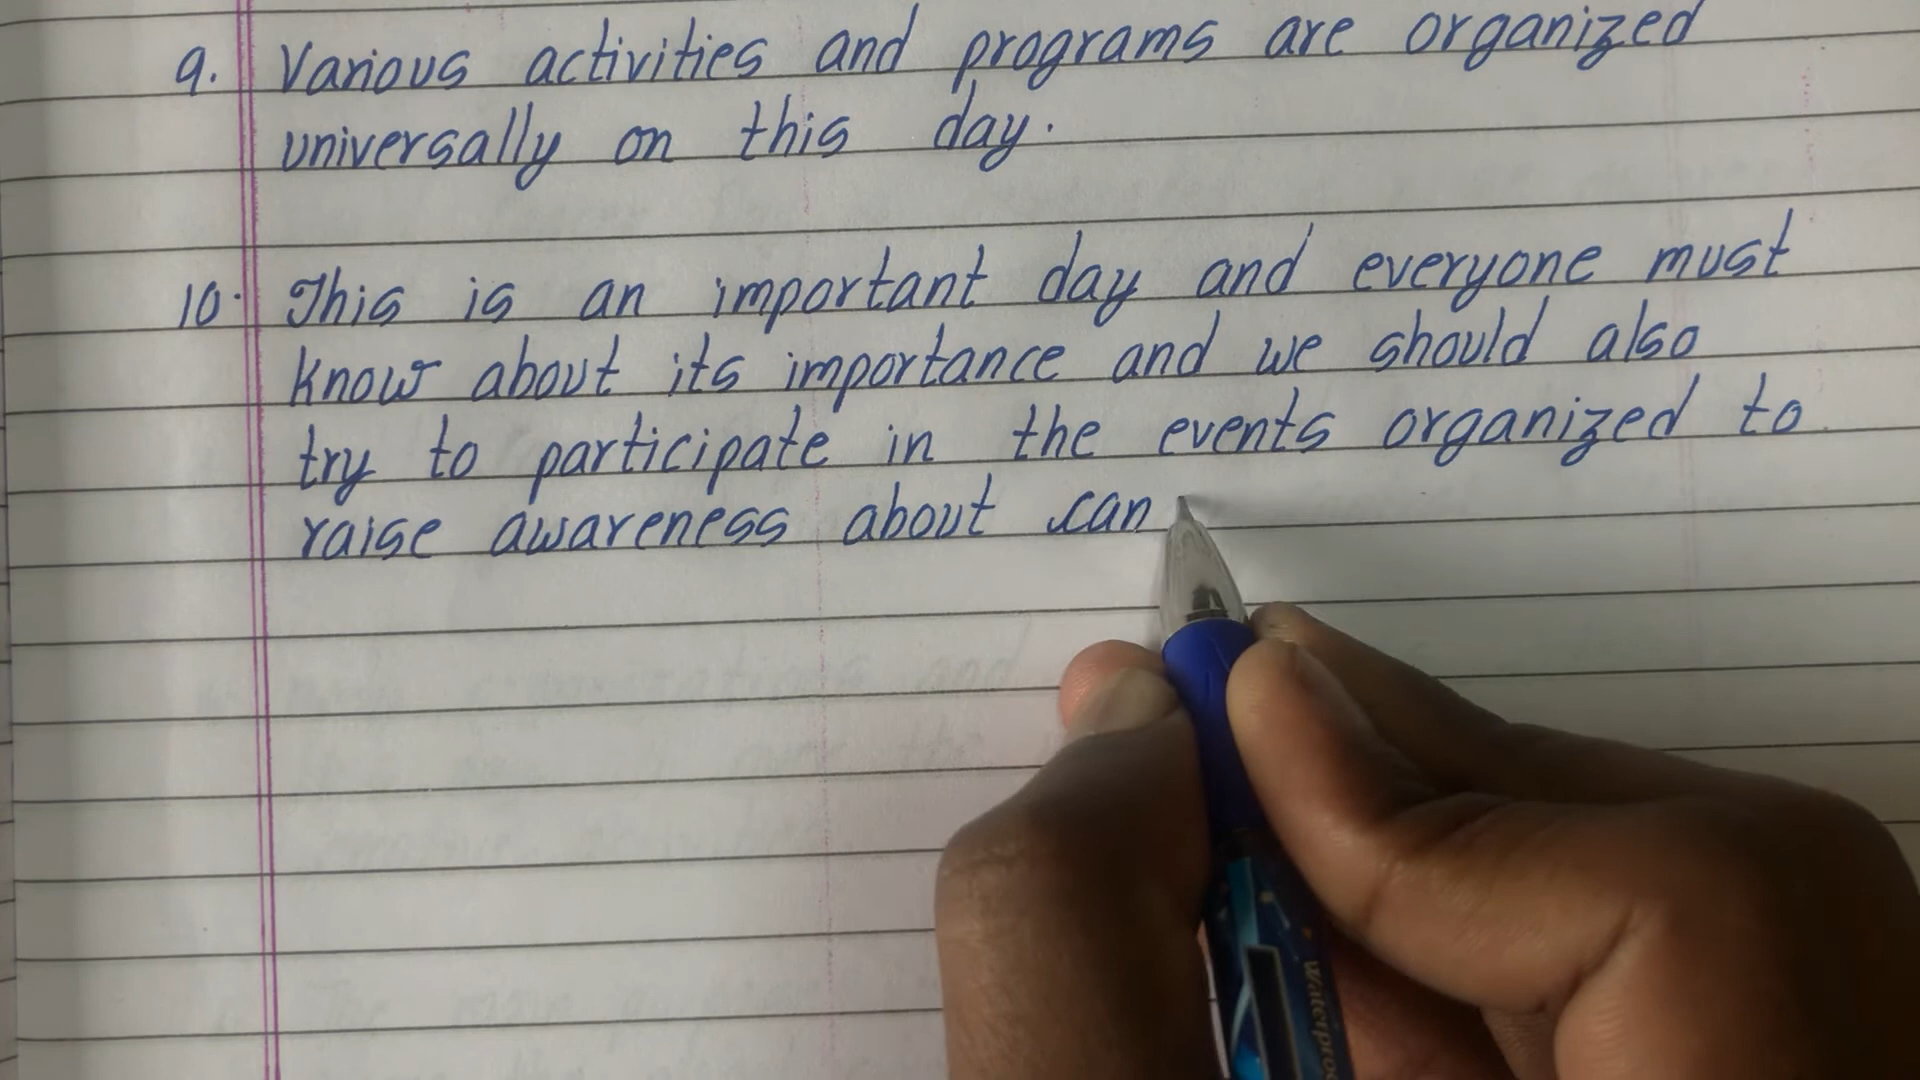 9. Various activities and programs are organized
universally on this day.
10. This is an important day and everyone must
know about its importance and we should also
try to participate in the events organized to
raise awareness about can